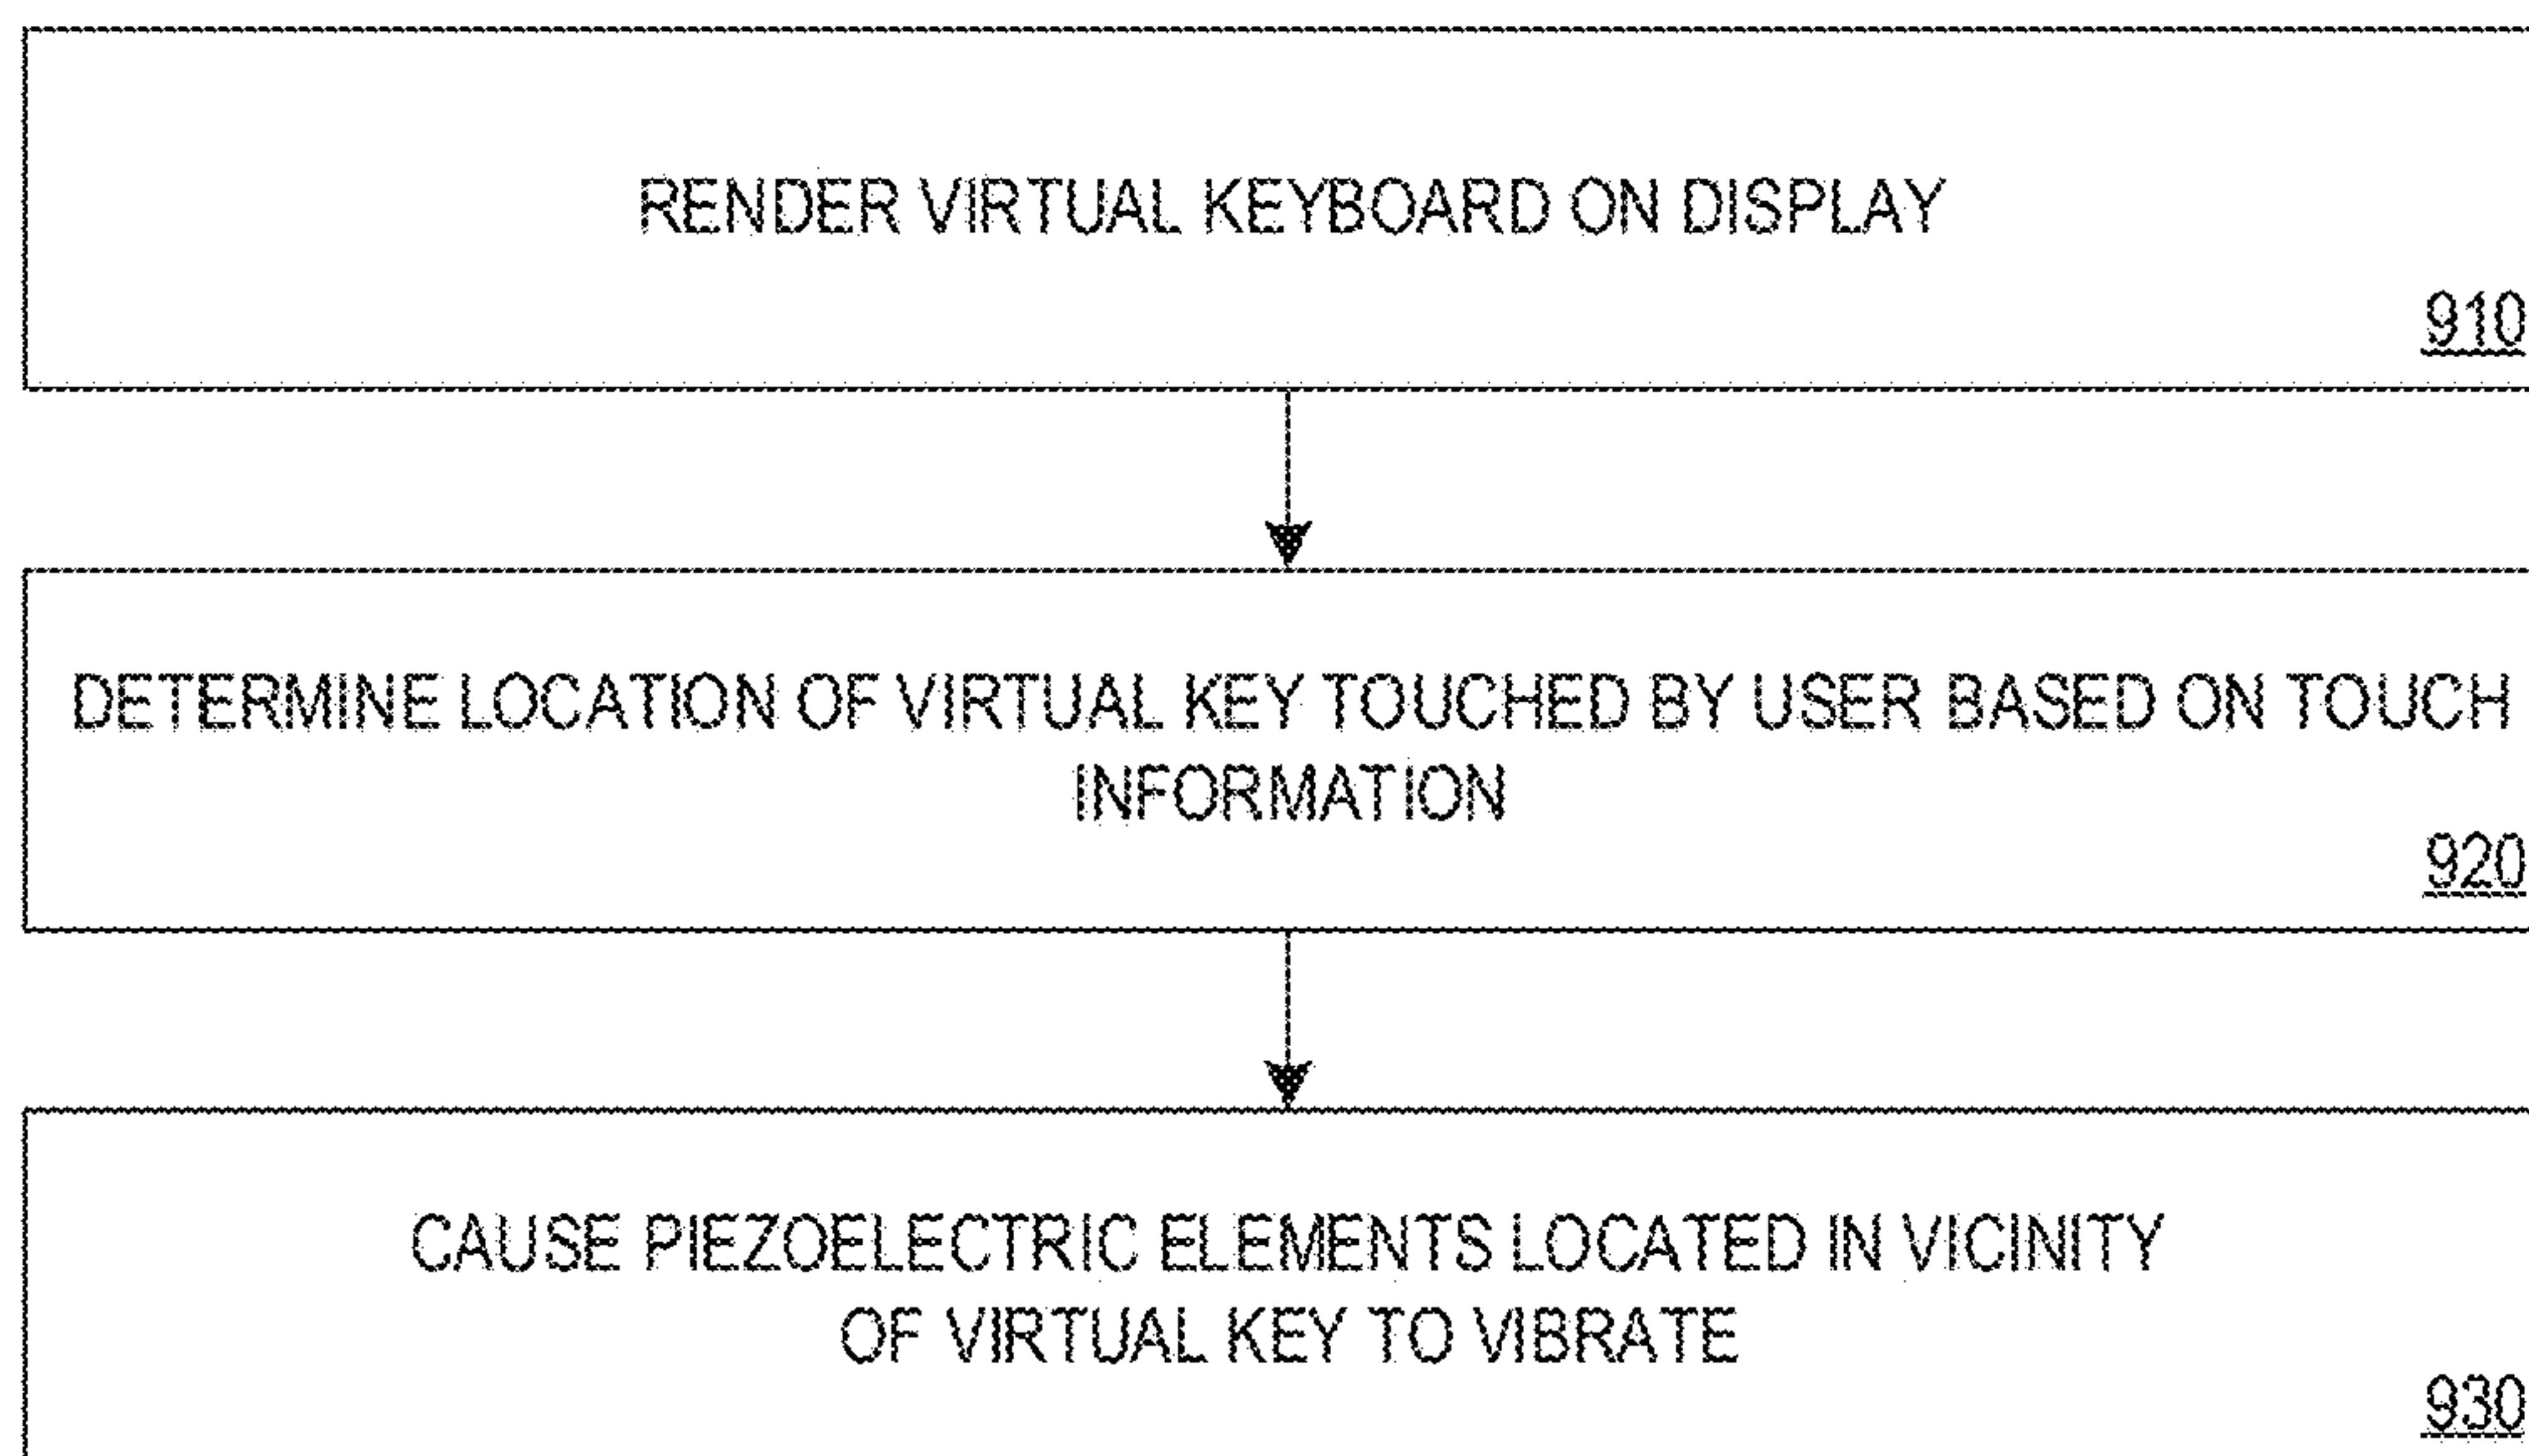 RENDER VIRTUAL KEYBOARD ON DISPLAY
910
DETERMINE LOCATION OF VIRTUAL KEY TOUCHED BY USER BASED ON TOUCH
INFORMATION
920
CAUSE PIEZOELECTRIC ELEMENTS LOCATED IN VICINITY
OF VIRTUAL KEY TO VIBRATE
930